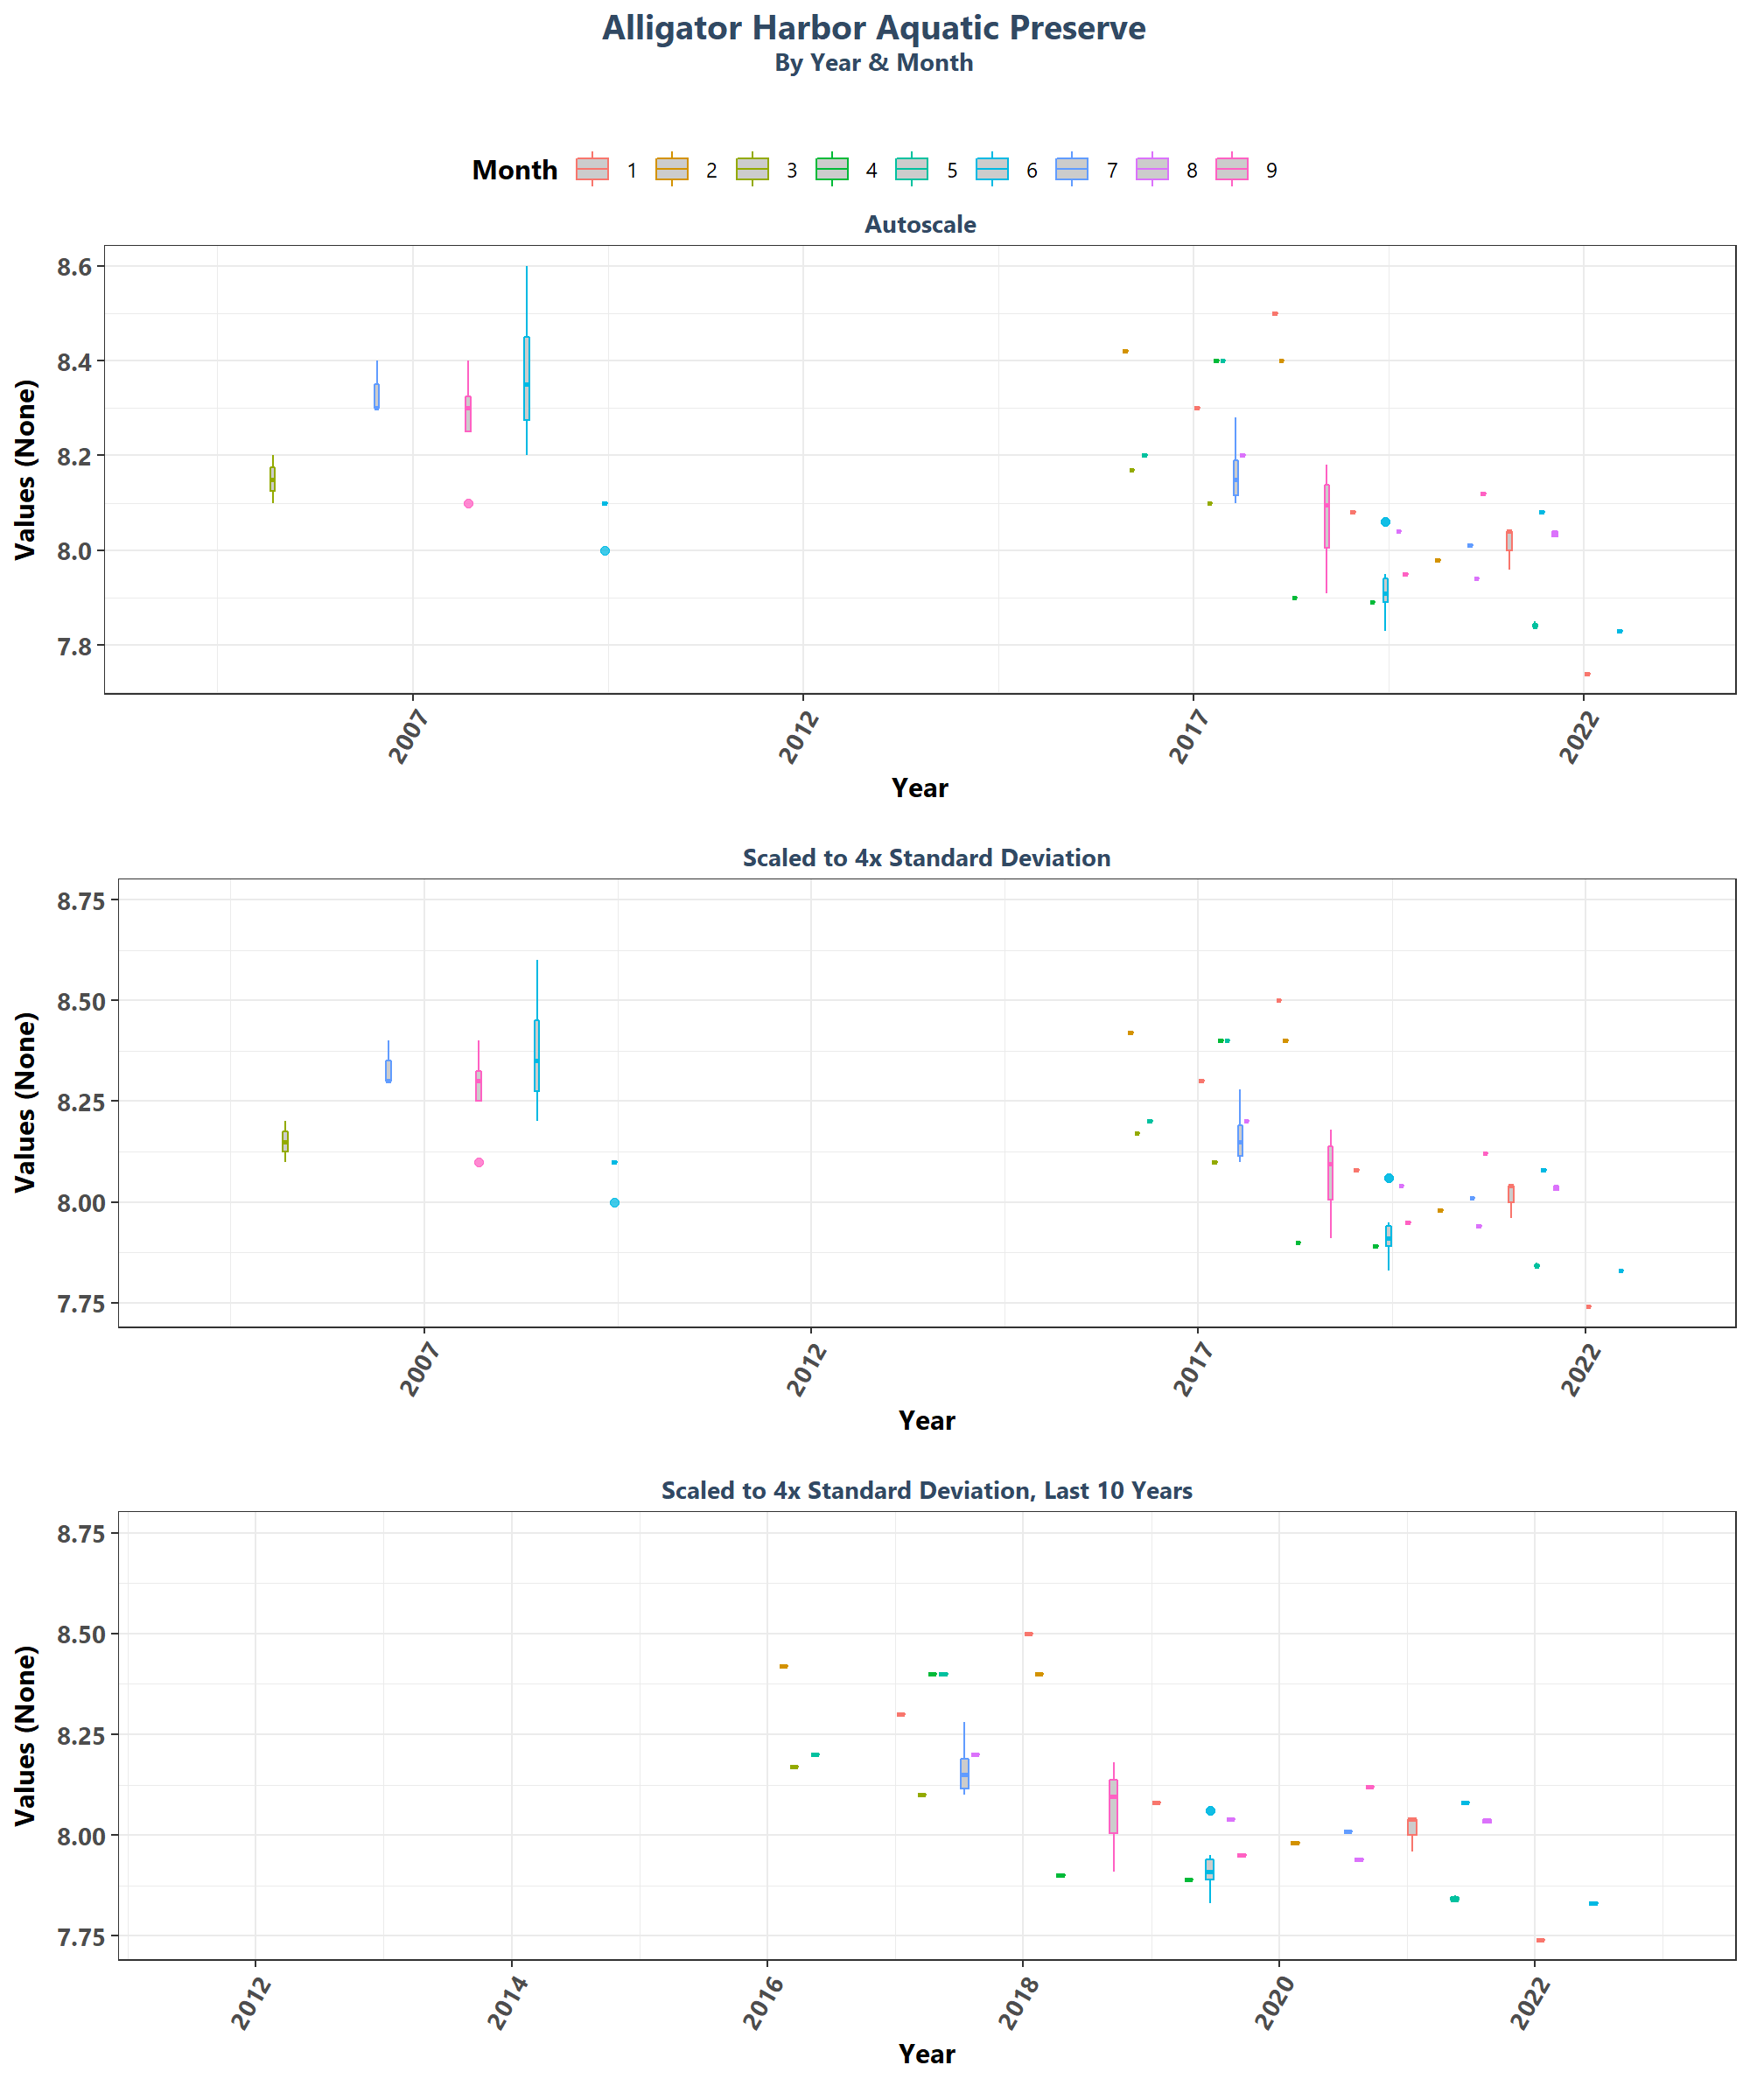 Alligator Harbor Aquatic Preserve
By Year & Month
Month 1 2 3 4 5 6 7 8 9
Autoscale
Values (None)
8.6
8.4
8.2
8.0
7.8
2007 2012 2017 2022
Year
Scaled to 4x Standard Deviation
Values (None)
8.75
8.50
8.25
8.00
7.75
2007 2012 2017 2022
Year
Scaled to 4x Standard Deviation, Last 10 Years
Values (None)
8.75
8.50
8.25
8.00
7.75
2012 2014 2016 2018 2020 2022
Year